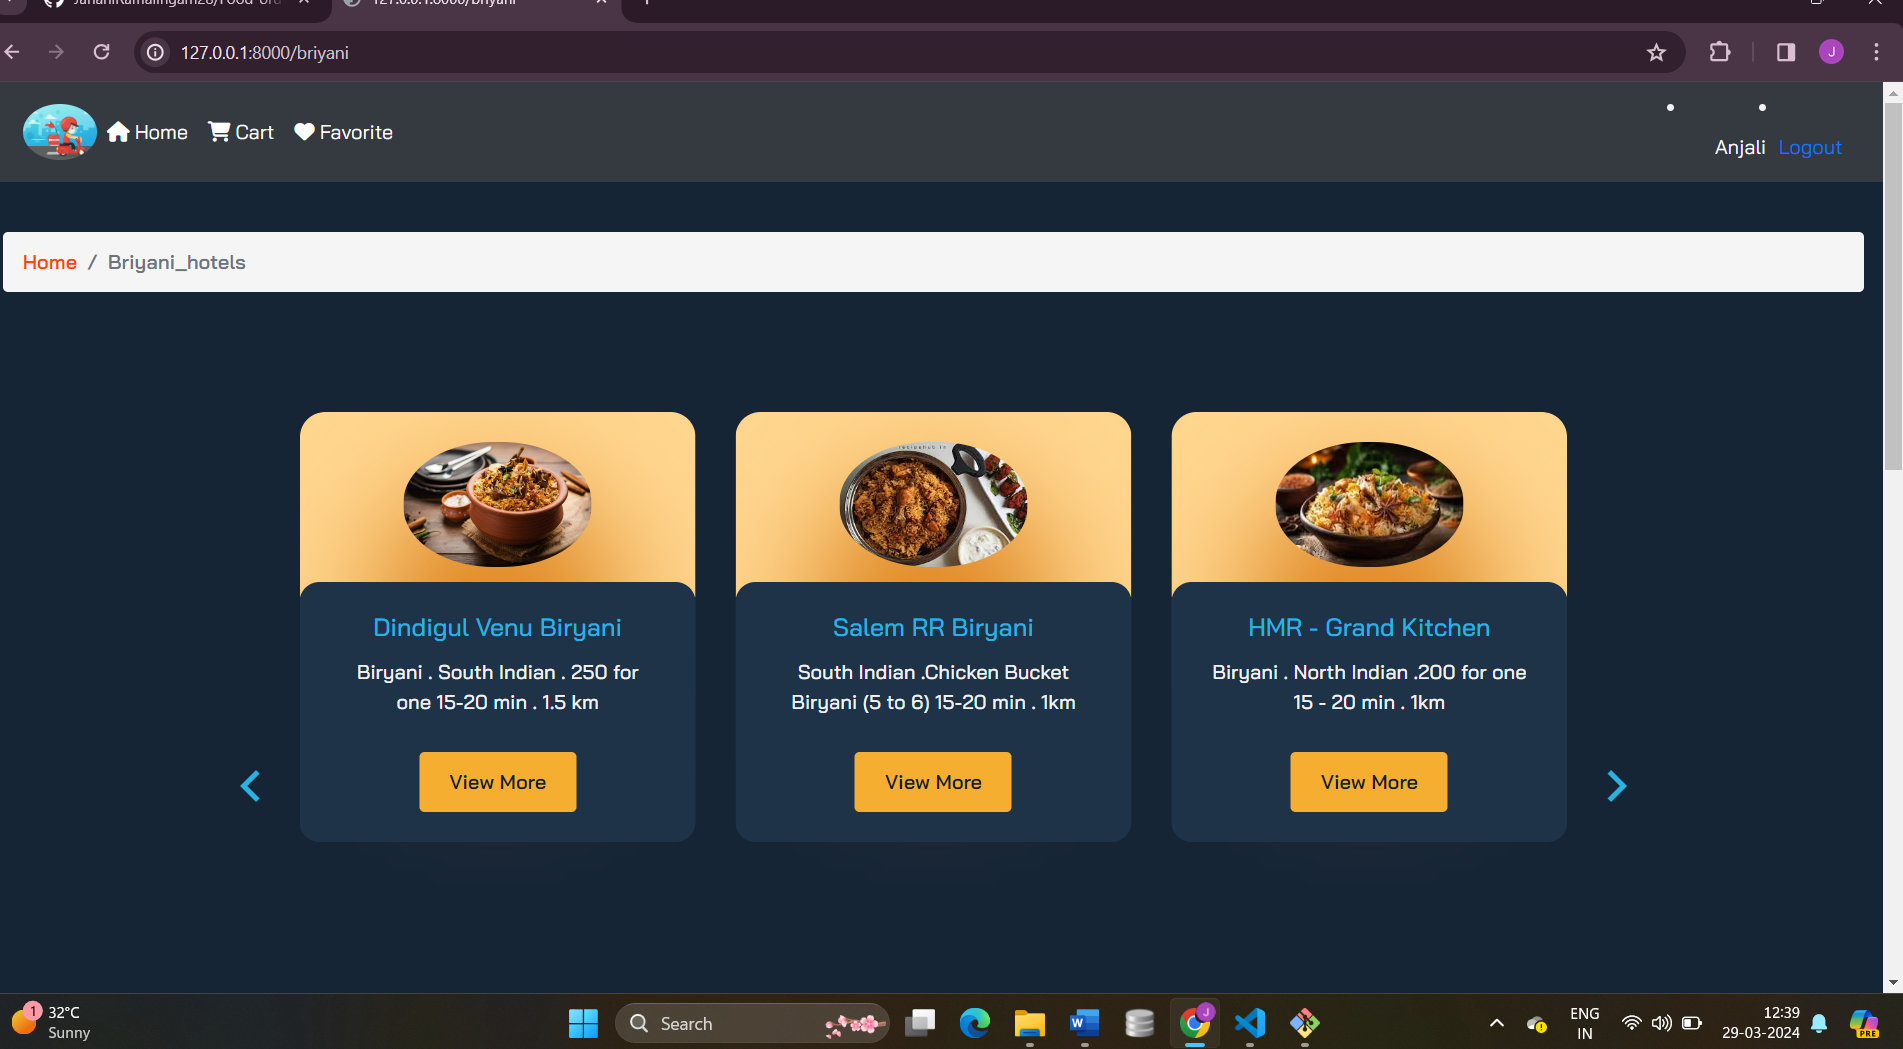 127.0.0.1:8000/briyani
J
Home Cart Favorite
Anjali Logout
Home / Briyani_hotels
Dindigul Venu Biryani
Biryani . South Indian . 250 for
one 15-20 min . 1.5 km
View More
Salem RR Biryani
South Indian .Chicken Bucket
Biryani (5 to 6) 15-20 min . 1km
View More
HMR - Grand Kitchen
Biryani . North Indian .200 for one
15 - 20 min . 1km
View More
1
32°C
Sunny
Search
W
J
PRE
ENG
IN
12:39
29-03-2024